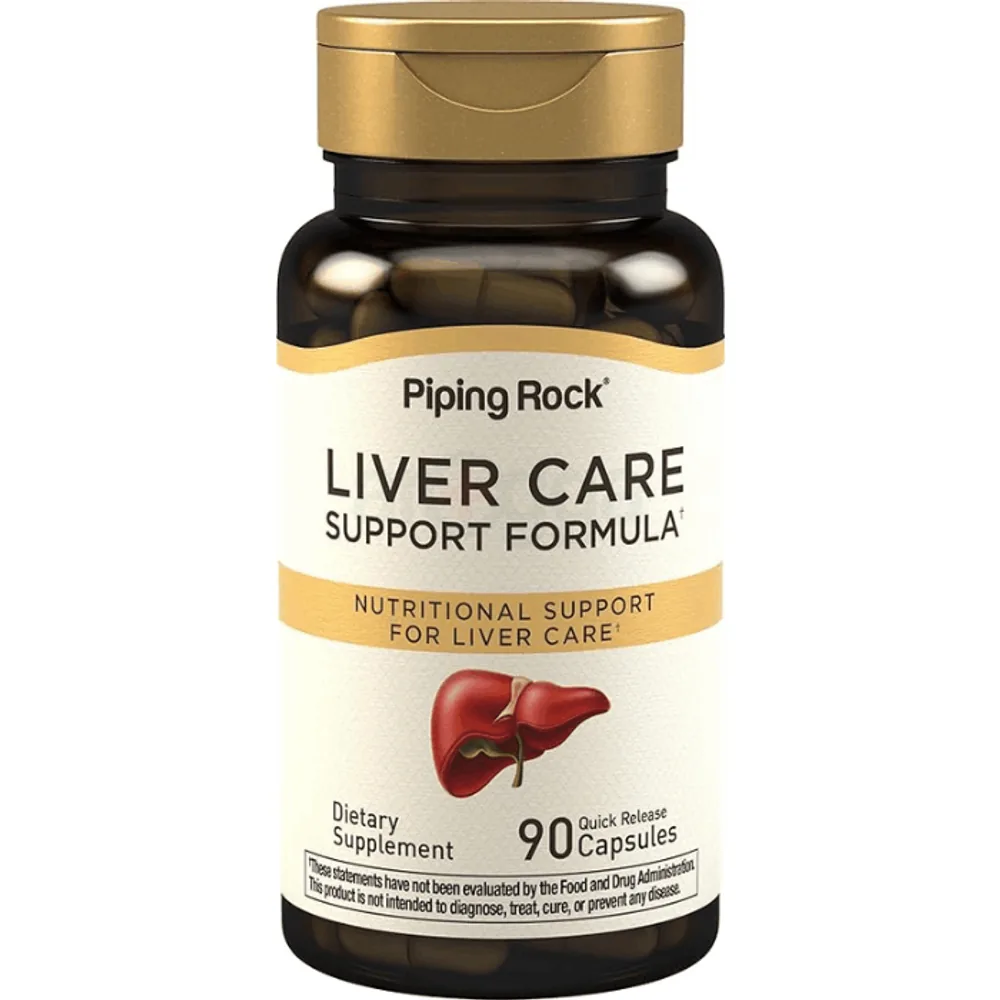 Piping Rock®
LIVER CARE
SUPPORT FORMULA†
NUTRITIONAL SUPPORT
FOR LIVER CARE†
Dietary
Supplement
90 Quick Release
Capsules
†These statements have not been evaluated by the Food and Drug Administration.
This product is not intended to diagnose, treat, cure, or prevent any disease.